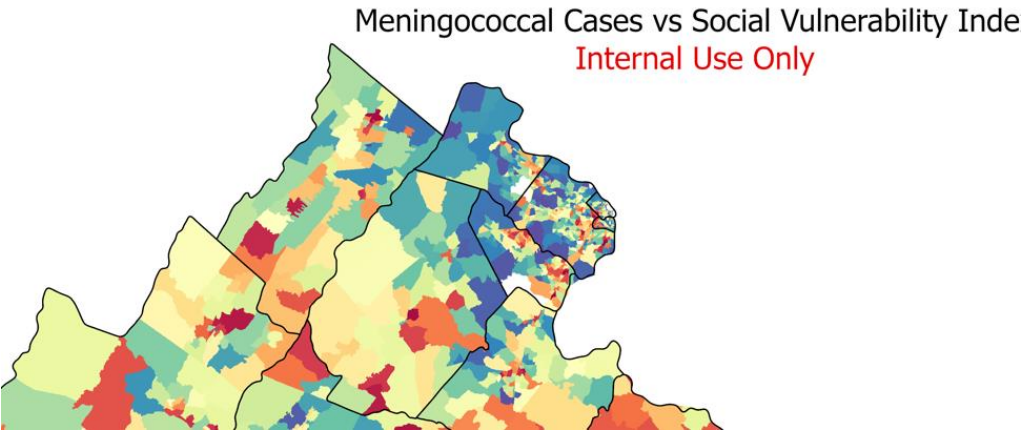 Meningococcal Cases vs Social Vulnerability Inde
Internal Use Only